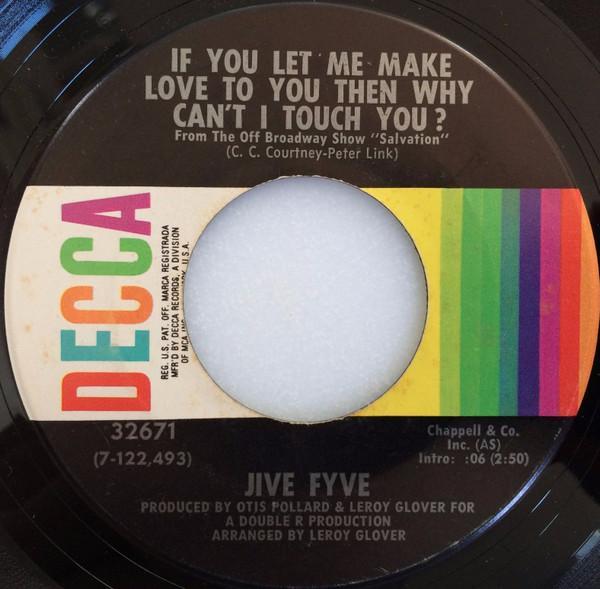 IF YOU LET ME MAKE
LOVE TO YOU THEN WHY
CAN'T I TOUCH YOU?
From The Off Broadway Show "Salvation"
(C. C. Courtney-Peter Link)
DECCA
REG. U.S. PAT. OFF. MARCA REGISTRADA
MFR'D BY DECCA RECORDS, A DIVISION
OF MCA U.S.A.
32671
(7-122,493)
Chappell & Co.
Inc. (AS)
Intro: :06 (2:50)
JIVE FYVE
PRODUCED BY OTIS POLLARD & LEROY GLOVER FOR
A DOUBLE R PRODUCTION
ARRANGED BY LEROY GLOVER